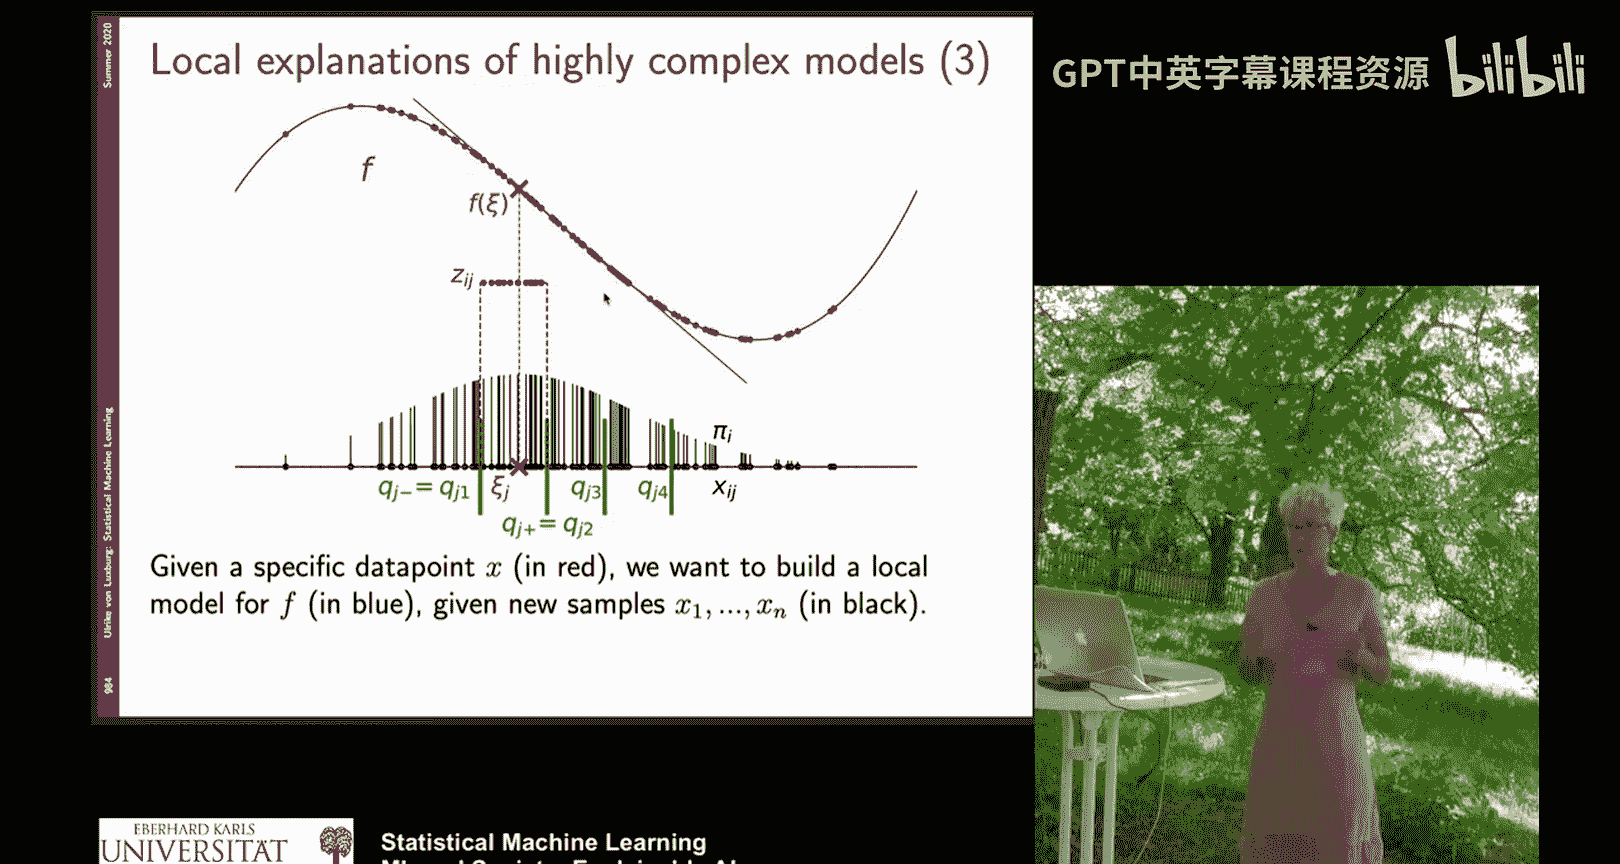 Summer 2020
Ulrike von Luxburg: Statistical Machine Learning
984
Local explanations of highly complex models (3)
f
f(ξ)
z_ij
π_i
q_j− = q_j1
ξ_j
q_j+ = q_j2
q_j3
q_j4
x_ij
Given a specific datapoint x (in red), we want to build a local
model for f (in blue), given new samples x_1, ..., x_n (in black).
GPT中英字幕课程资源
bilibili
EBERHARD KARLS
UNIVERSITÄT
Statistical Machine Learning